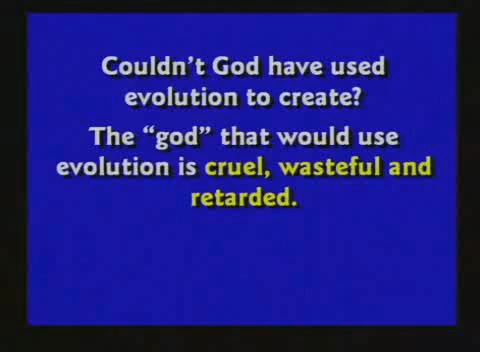 Couldn't God have used
evolution to create?
The “god” that would use
evolution is cruel, wasteful and
retarded.